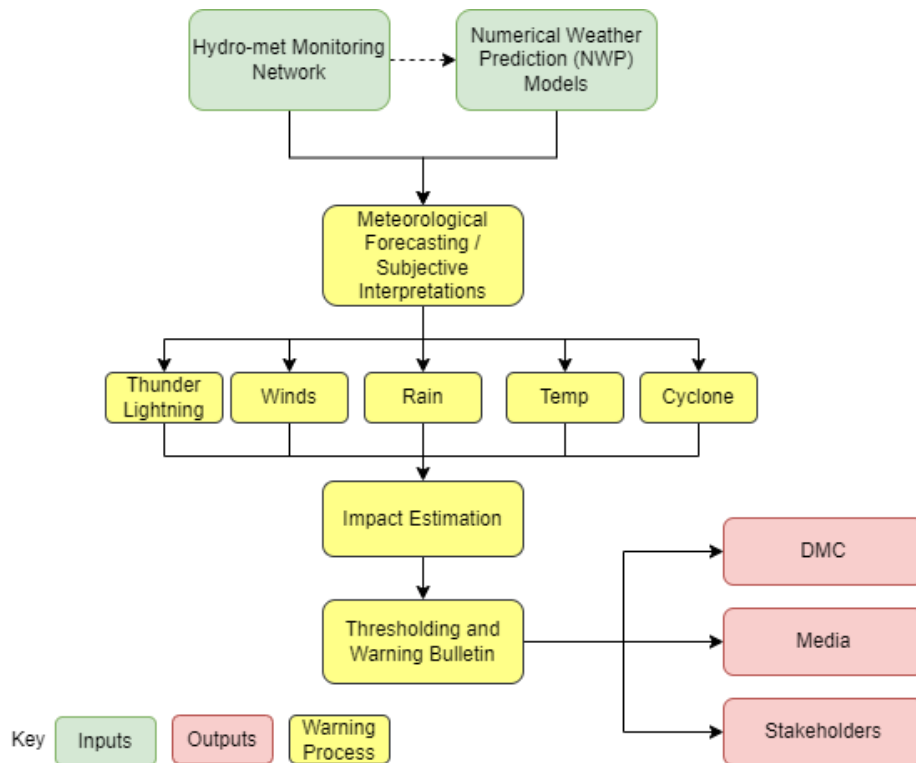 Hydro-met Monitoring
Network
Numerical Weather
Prediction (NWP)
Models
Meteorological
Forecasting /
Subjective
Interpretations
Thunder
Lightning
Winds
Rain
Temp
Cyclone
Impact Estimation
Thresholding and
Warning Bulletin
DMC
Media
Stakeholders
Key
Inputs
Outputs
Warning
Process